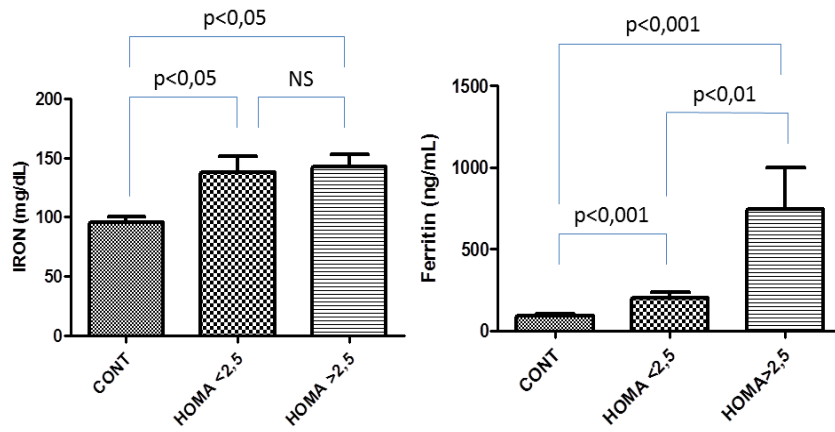 p<0,05
p<0,05
NS
200
150
100
50
0
IRON (mg/dL)
CONT
HOMA <2,5
HOMA >2,5
p<0,001
p<0,01
p<0,001
1500
1000
500
0
Ferritin (ng/mL)
CONT
HOMA <2,5
HOMA>2,5